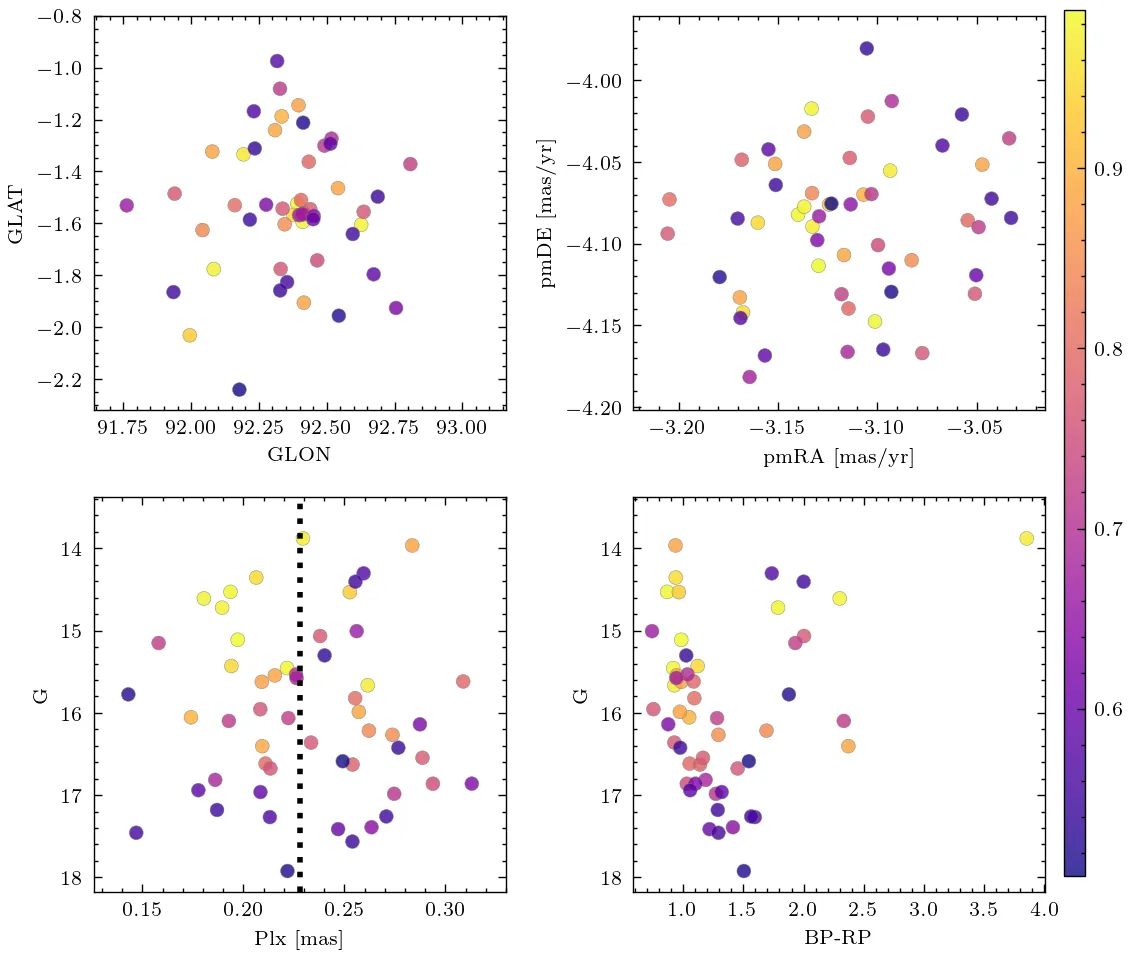 −0.8
−1.0
−1.2
−1.4
−1.6
−1.8
−2.0
−2.2
GLAT
91.75 92.00 92.25 92.50 92.75 93.00
GLON
−4.00
−4.05
−4.10
−4.15
−4.20
pmDE [mas/yr]
−3.20 −3.15 −3.10 −3.05
pmRA [mas/yr]
0.9
0.8
0.7
0.6
14
15
16
17
18
G
0.15 0.20 0.25 0.30
Plx [mas]
14
15
16
17
18
G
1.0 1.5 2.0 2.5 3.0 3.5 4.0
BP-RP